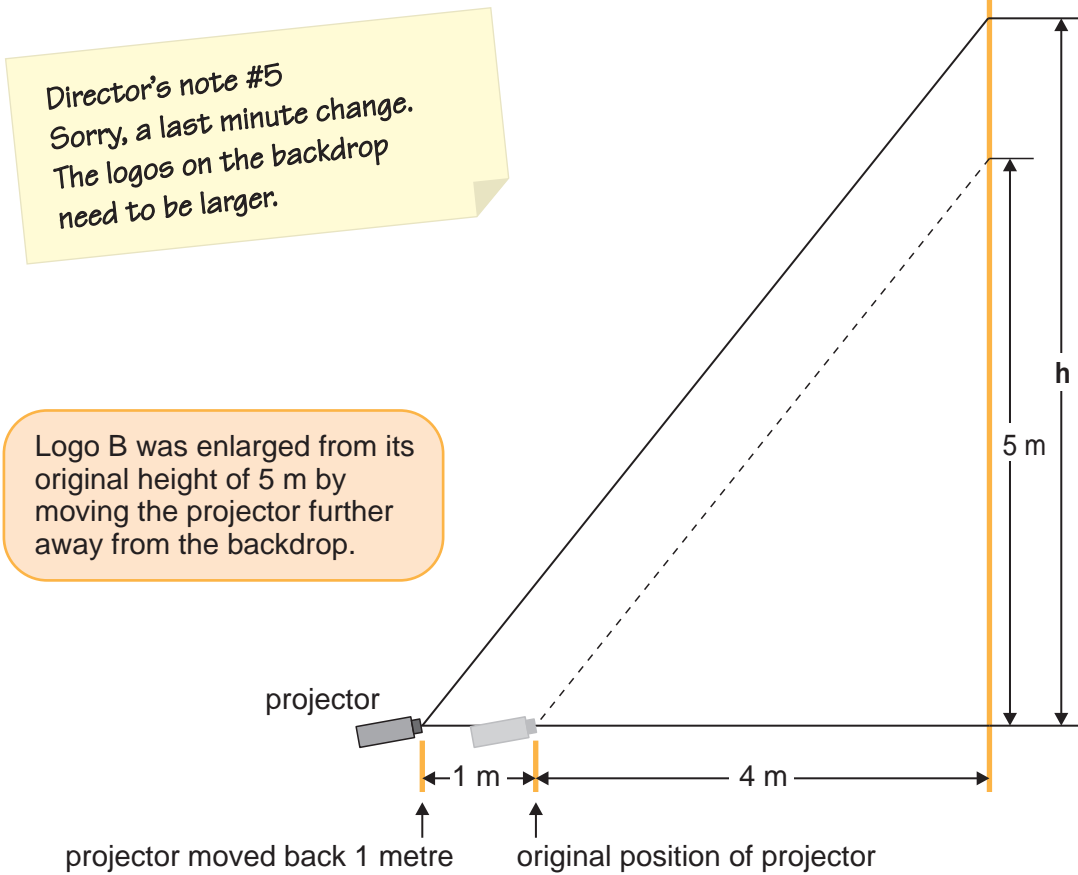 Director's note #5
Sorry, a last minute change.
The logos on the backdrop
need to be larger.
h
5 m
Logo B was enlarged from its
original height of 5 m by
moving the projector further
away from the backdrop.
projector
1 m
4 m
projector moved back 1 metre
original position of projector